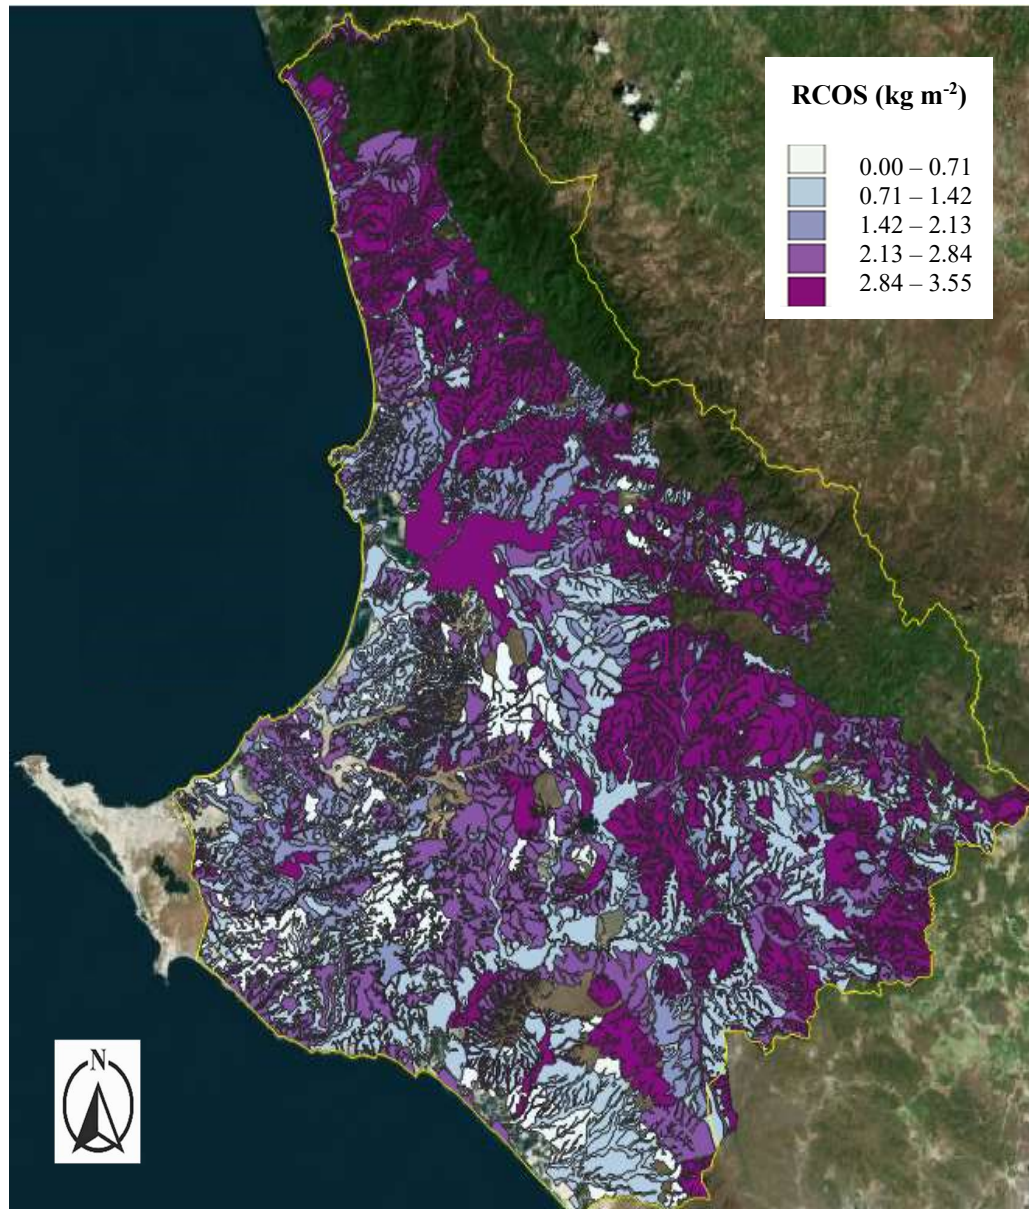 RCOS (kg m⁻²)
0.00 – 0.71
0.71 – 1.42
1.42 – 2.13
2.13 – 2.84
2.84 – 3.55
N